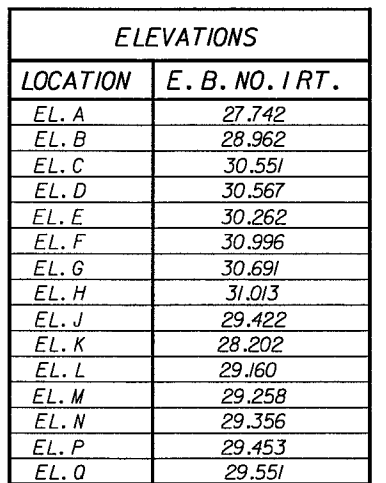 ELEVATIONS
LOCATION E.B.NO.1 RT.
EL. A 27.742
EL. B 28.962
EL. C 30.551
EL. D 30.567
EL. E 30.262
EL. F 30.996
EL. G 30.691
EL. H 31.013
EL. J 29.422
EL. K 28.202
EL. L 29.160
EL. M 29.258
EL. N 29.356
EL. P 29.453
EL. Q 29.551